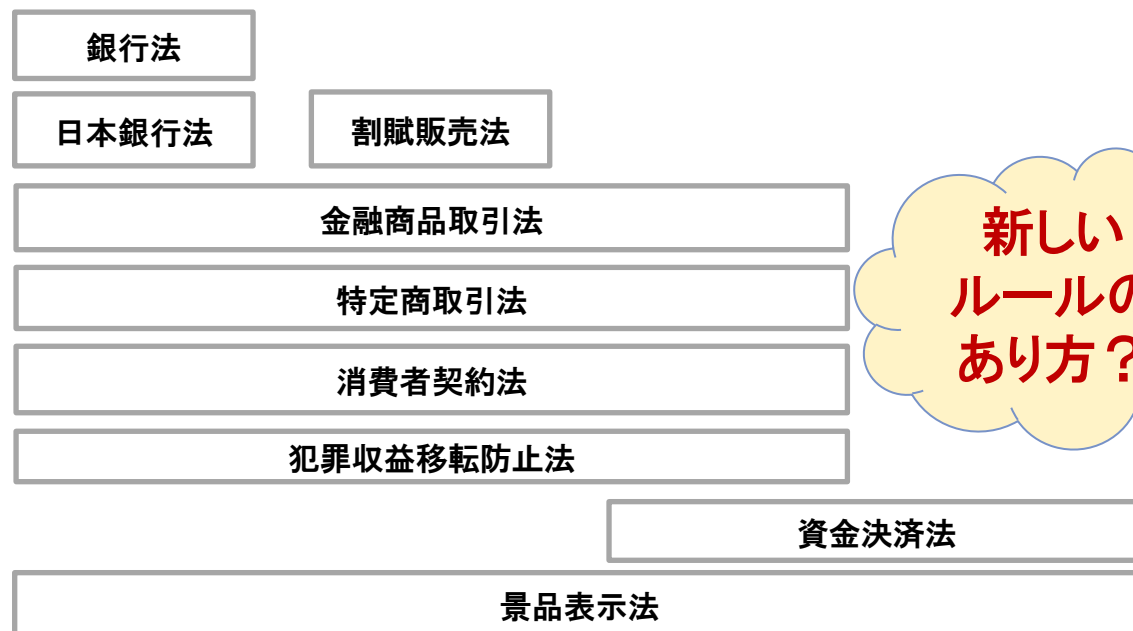 銀行法
日本銀行法
割賦販売法
金融商品取引法
特定商取引法
消費者契約法
犯罪収益移転防止法
新しい
ルールの
あり方？
資金決済法
景品表示法